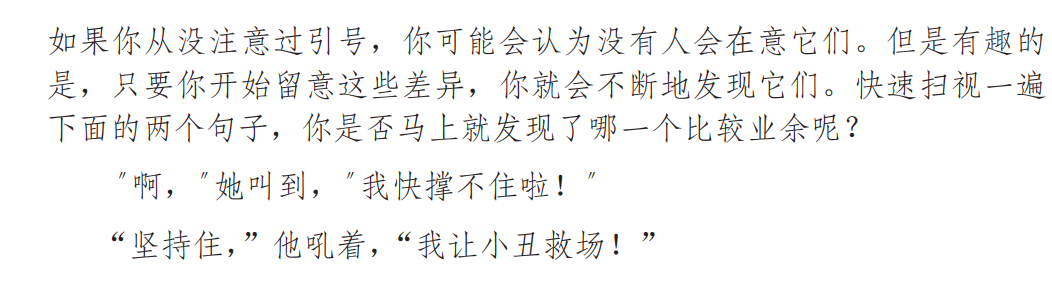 如果你从没注意过引号，你可能会认为没有人会在意它们。但是有趣的
是，只要你开始留意这些差异，你就会不断地发现它们。快速扫视一遍
下面的两个句子，你是否马上就发现了哪一个比较业余呢？
"啊，"她叫到，"我快撑不住啦！"
“坚持住，”他吼着，“我让小丑救场！”